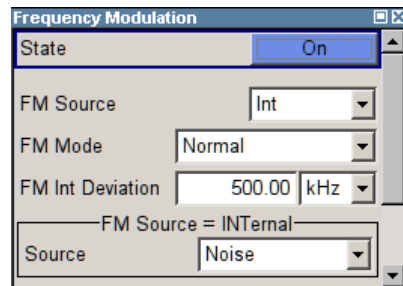 Frequency Modulation
State On
FM Source Int
FM Mode Normal
FM Int Deviation 500.00 kHz
FM Source = INTernal
Source Noise